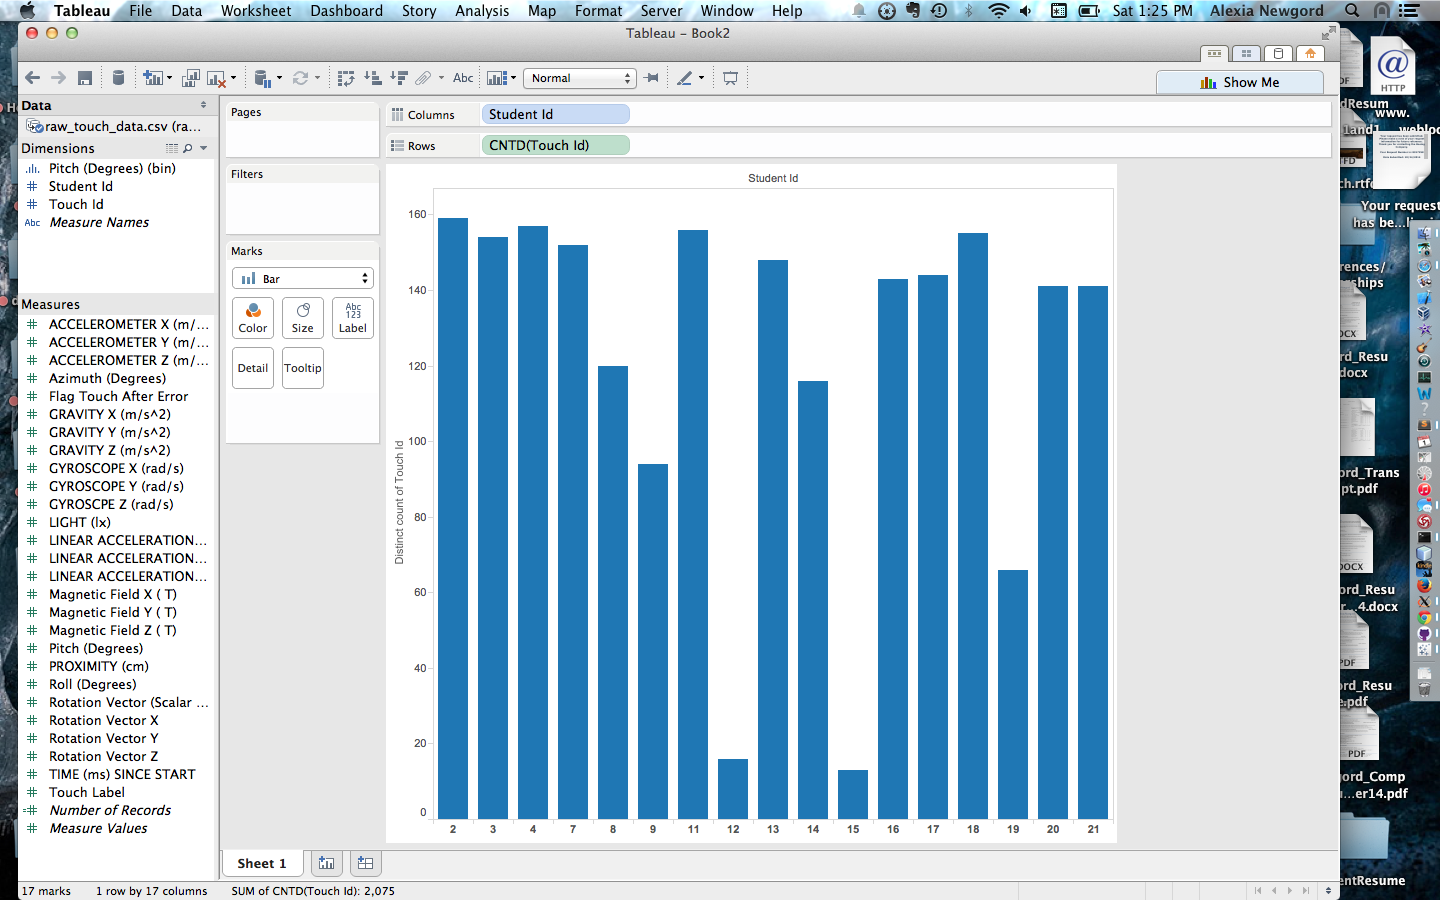 Tableau File Data Worksheet Dashboard Story Analysis Map Format Server Window Help Sat 1:25 PM Alexia Newgord
Tableau - Book2
Abc Normal Show Me
Data
raw_touch_data.csv (ra...
Dimensions
Pitch (Degrees) (bin)
Student Id
Touch Id
Abc Measure Names
Measures
ACCELEROMETER X (m/...
ACCELEROMETER Y (m/...
ACCELEROMETER Z (m/...
Azimuth (Degrees)
Flag Touch After Error
GRAVITY X (m/s^2)
GRAVITY Y (m/s^2)
GRAVITY Z (m/s^2)
GYROSCOPE X (rad/s)
GYROSCOPE Y (rad/s)
GYROSCPE Z (rad/s)
LIGHT (lx)
LINEAR ACCELERATION...
LINEAR ACCELERATION...
LINEAR ACCELERATION...
Magnetic Field X ( T)
Magnetic Field Y ( T)
Magnetic Field Z ( T)
Pitch (Degrees)
PROXIMITY (cm)
Roll (Degrees)
Rotation Vector (Scalar ...
Rotation Vector X
Rotation Vector Y
Rotation Vector Z
TIME (ms) SINCE START
Touch Label
Number of Records
Measure Values
Pages
Filters
Marks
Bar
Color Size Abc 123 Label
Detail Tooltip
Columns Student Id
Rows CNTD(Touch Id)
Student Id
Distinct count of Touch Id
160
140
120
100
80
60
40
20
0
2 3 4 7 8 9 11 12 13 14 15 16 17 18 19 20 21
Sheet 1
17 marks 1 row by 17 columns SUM of CNTD(Touch Id): 2,075
HTTP
www.
Your request
has be...
PDF